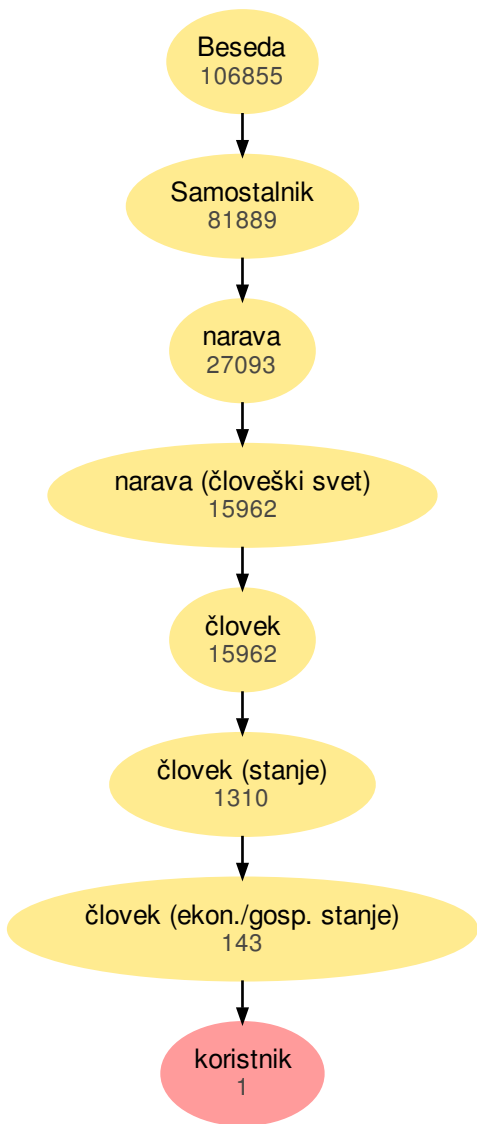 Beseda
106855
Samostalnik
81889
narava
27093
narava (človeški svet)
15962
človek
15962
človek (stanje)
1310
človek (ekon./gosp. stanje)
143
koristnik
1